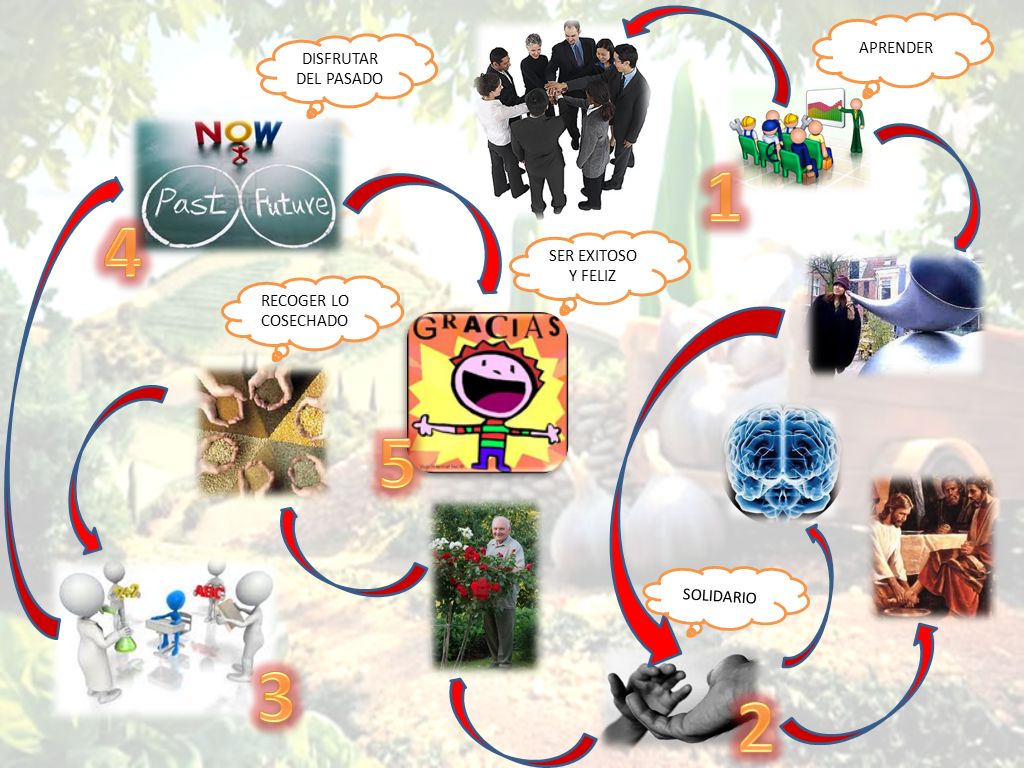 DISFRUTAR
DEL PASADO
APRENDER
NOW
Past
Future
1
4
SER EXITOSO
Y FELIZ
RECOGER LO
COSECHADO
GRACIAS
5
SOLIDARIO
ABC
3
2